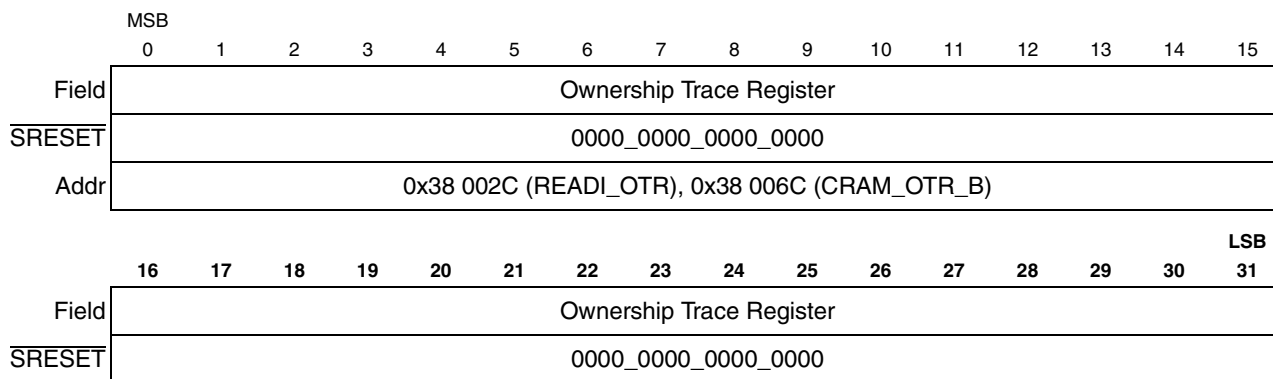 MSB
0 1 2 3 4 5 6 7 8 9 10 11 12 13 14 15
Field Ownership Trace Register
SRESET 0000_0000_0000_0000
Addr 0x38 002C (READI_OTR), 0x38 006C (CRAM_OTR_B)
LSB
16 17 18 19 20 21 22 23 24 25 26 27 28 29 30 31
Field Ownership Trace Register
SRESET 0000_0000_0000_0000